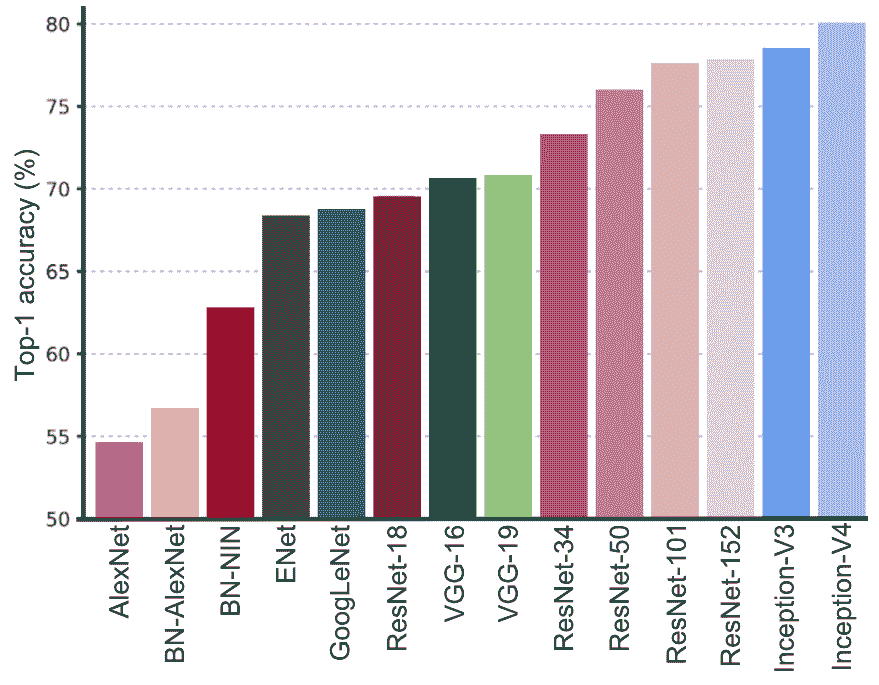 Top-1 accuracy (%)
80
75
70
65
60
55
50
AlexNet
BN-AlexNet
BN-NIN
ENet
GoogLeNet
ResNet-18
VGG-16
VGG-19
ResNet-34
ResNet-50
ResNet-101
ResNet-152
Inception-V3
Inception-V4